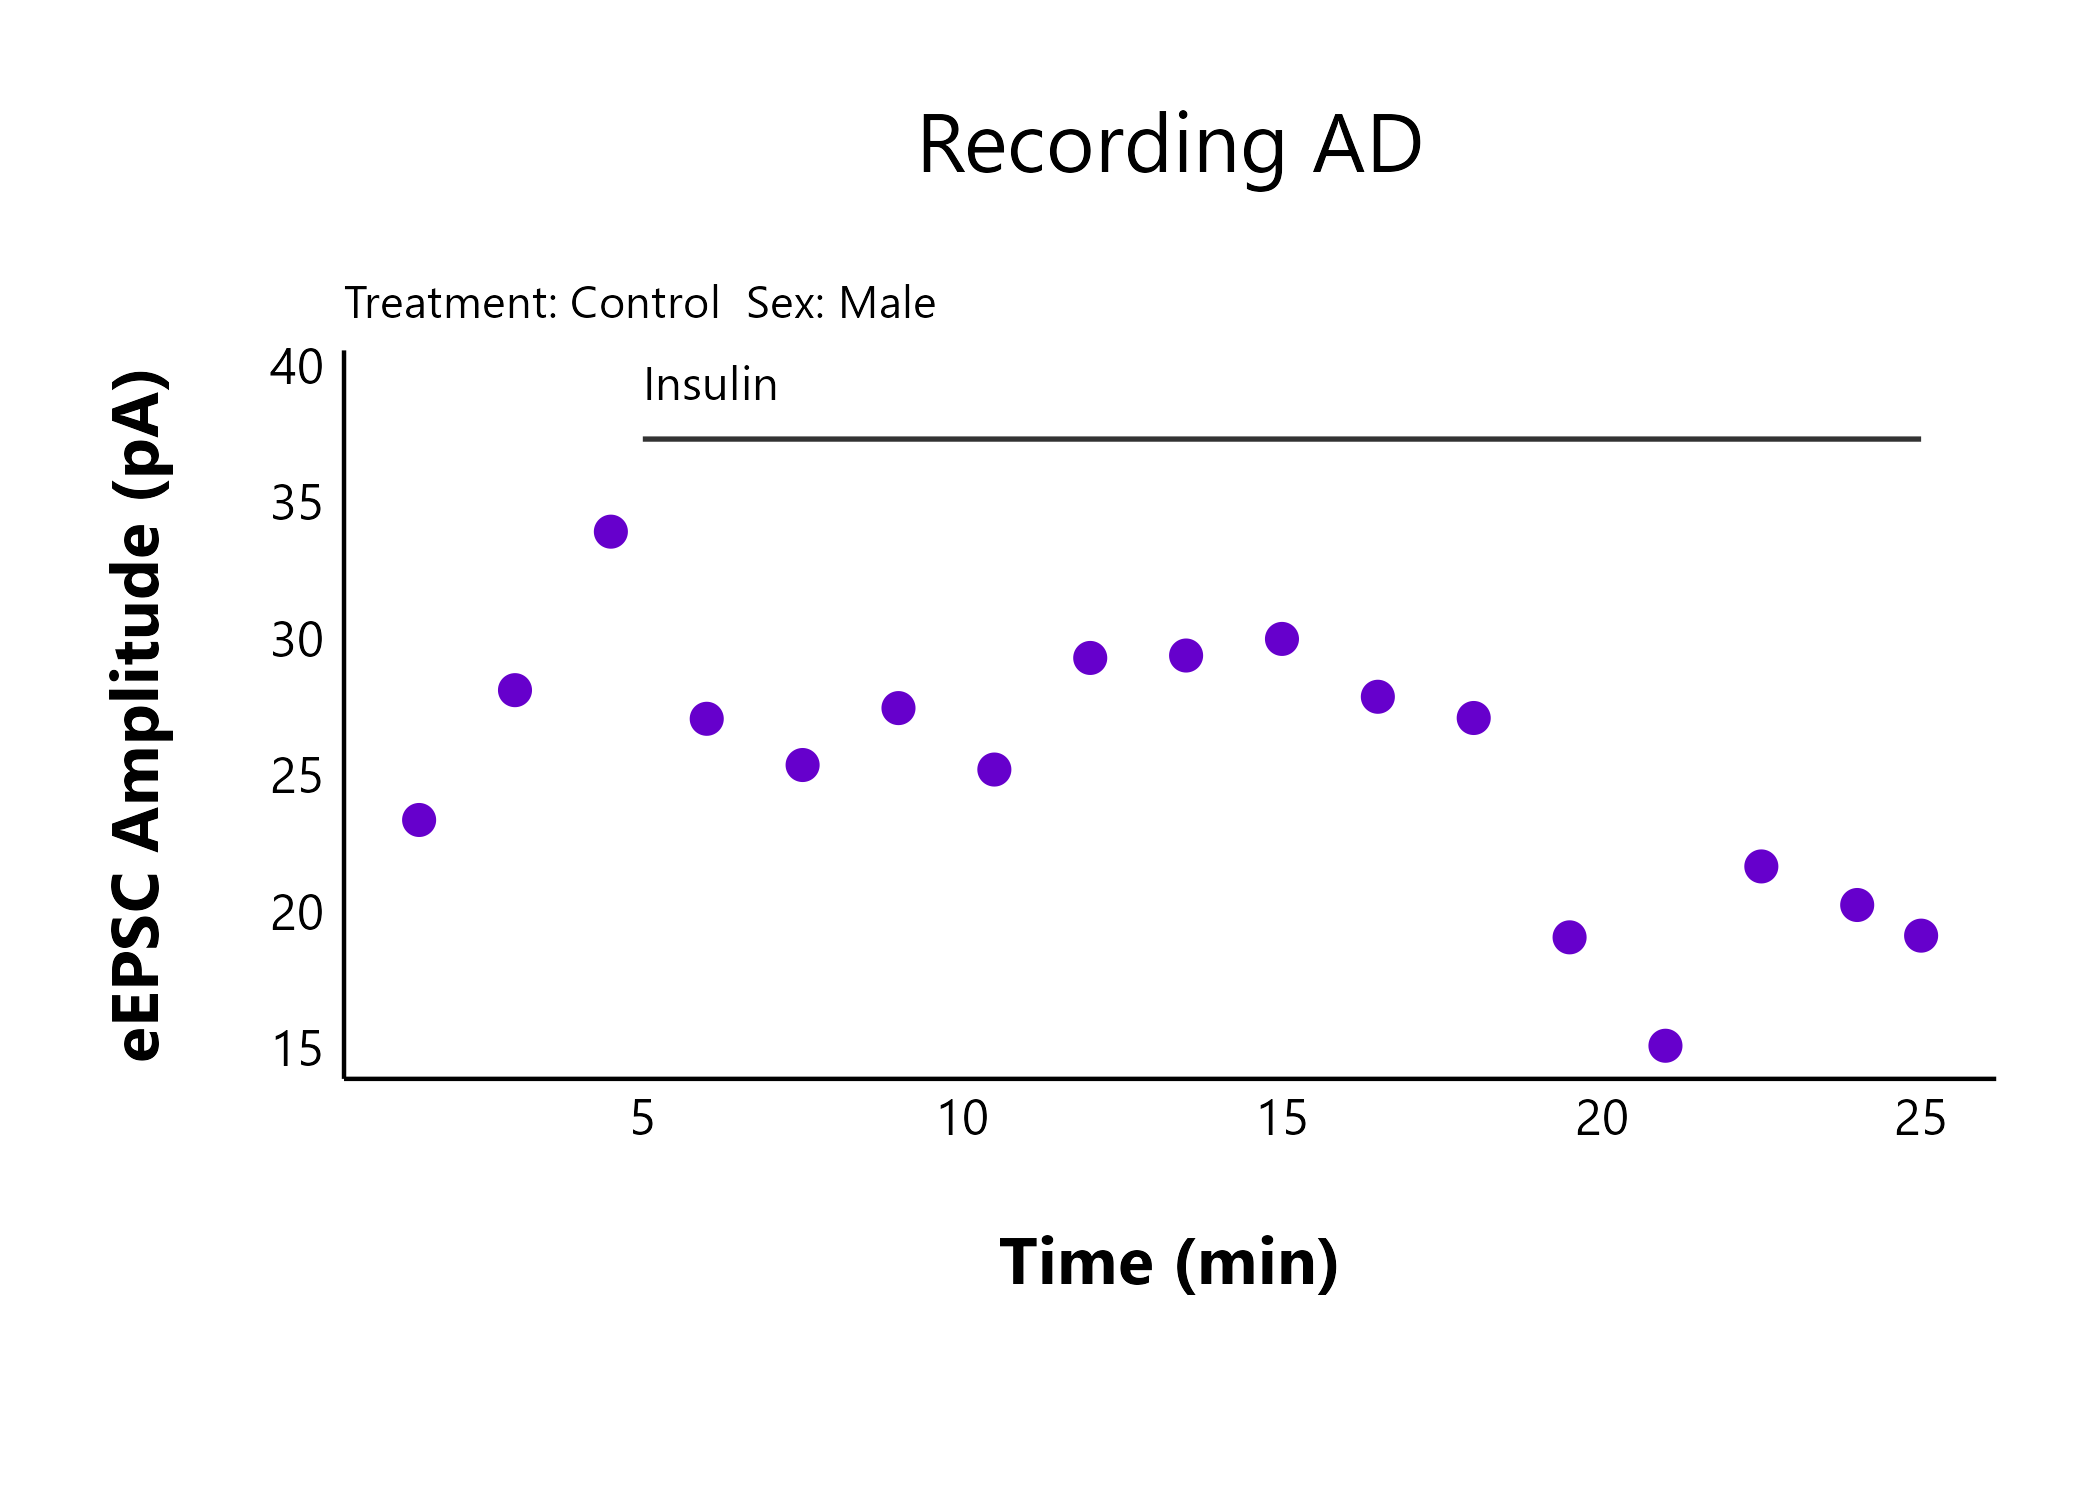 Recording AD
Treatment: Control  Sex: Male
Insulin
40
35
30
25
20
15
eEPSC Amplitude (pA)
5 10 15 20 25
Time (min)